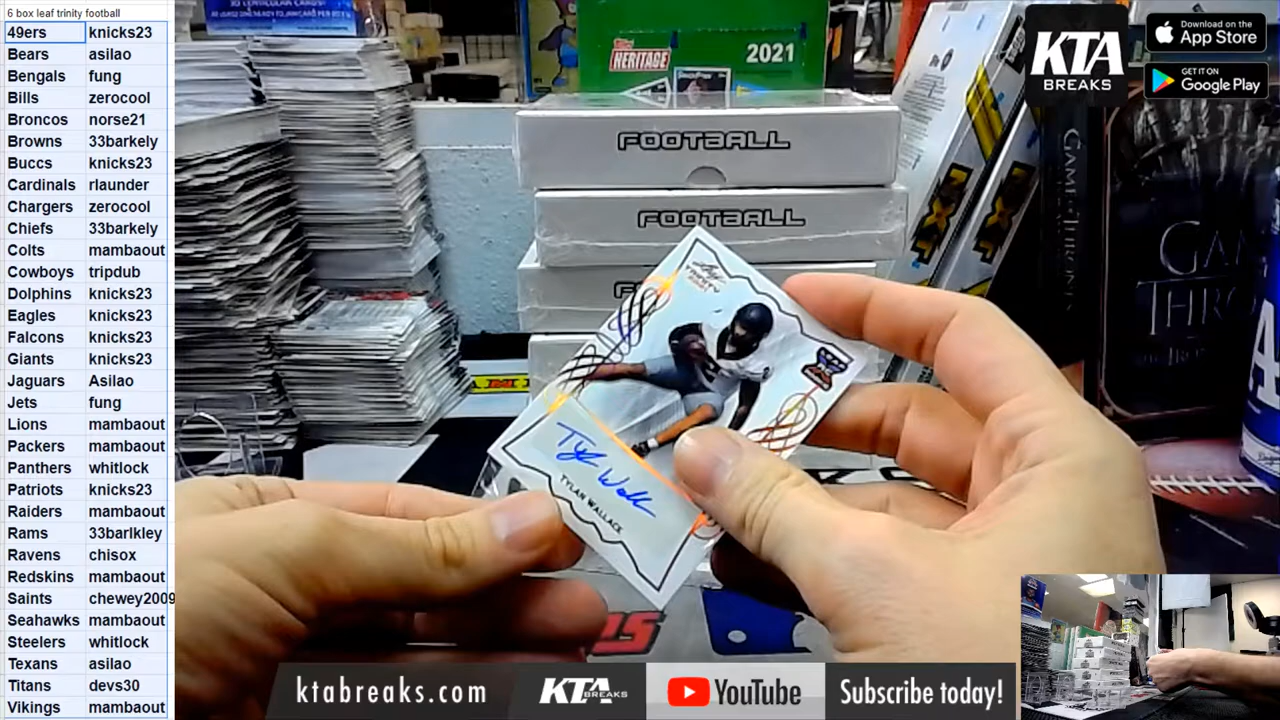 6 box leaf trinity football
49ers knicks23
Bears asilao
Bengals fung
Bills zerocool
Broncos norse21
Browns 33barkely
Buccs knicks23
Cardinals rlaunder
Chargers zerocool
Chiefs 33barkely
Colts mambaout
Cowboys tripdub
Dolphins knicks23
Eagles knicks23
Falcons knicks23
Giants knicks23
Jaguars Asilao
Jets fung
Lions mambaout
Packers mambaout
Panthers whitlock
Patriots knicks23
Raiders mambaout
Rams 33barlkley
Ravens chisox
Redskins mambaout
Saints chewey2009
Seahawks mambaout
Steelers whitlock
Texans asilao
Titans devs30
Vikings mambaout
Topps
HERITAGE
2021
FOOTBALL
FOOTBALL
KTA
BREAKS
Download on the
App Store
GET IT ON
Google Play
Tylan Wallace
TYLAN WALLACE
ktabreaks.com
KTA
BREAKS
YouTube
Subscribe today!